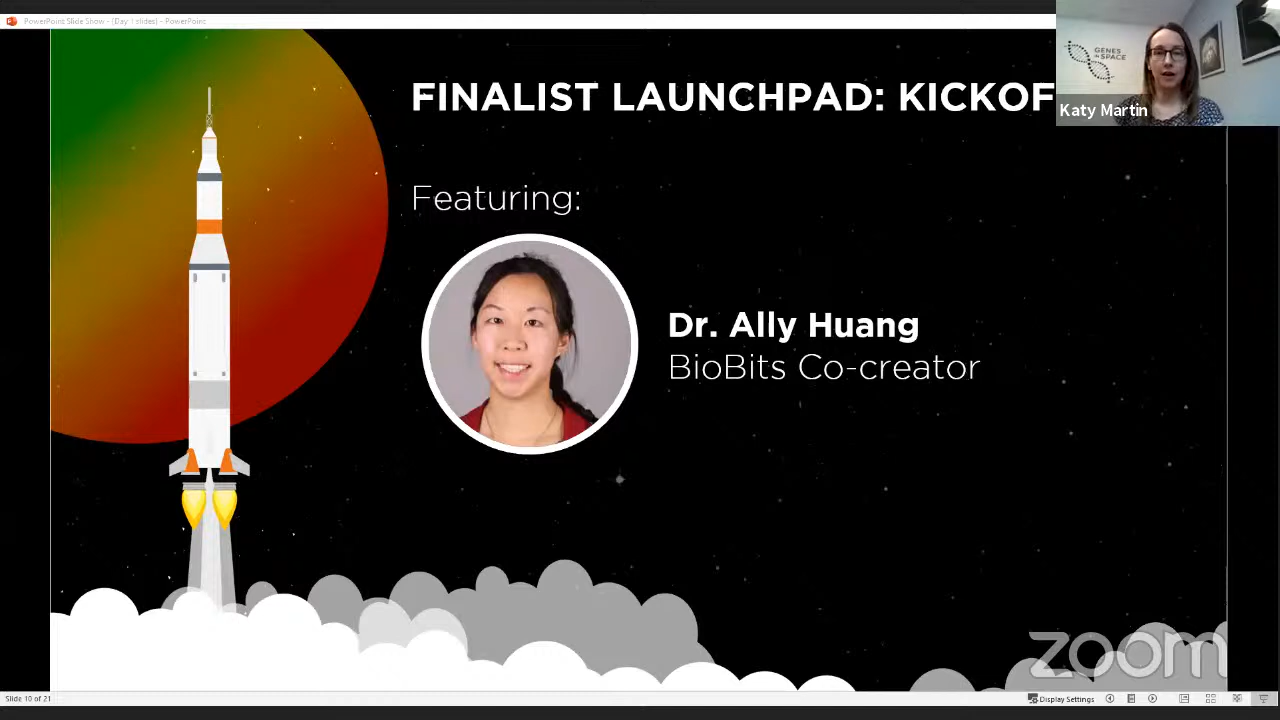 PowerPoint Slide Show - [Day 1 slides] - PowerPoint
GENES
IN SPACE
Katy Martin
FINALIST LAUNCHPAD: KICKOF
Featuring:
Dr. Ally Huang
BioBits Co-creator
zoom
Slide 10 of 21
Display Settings